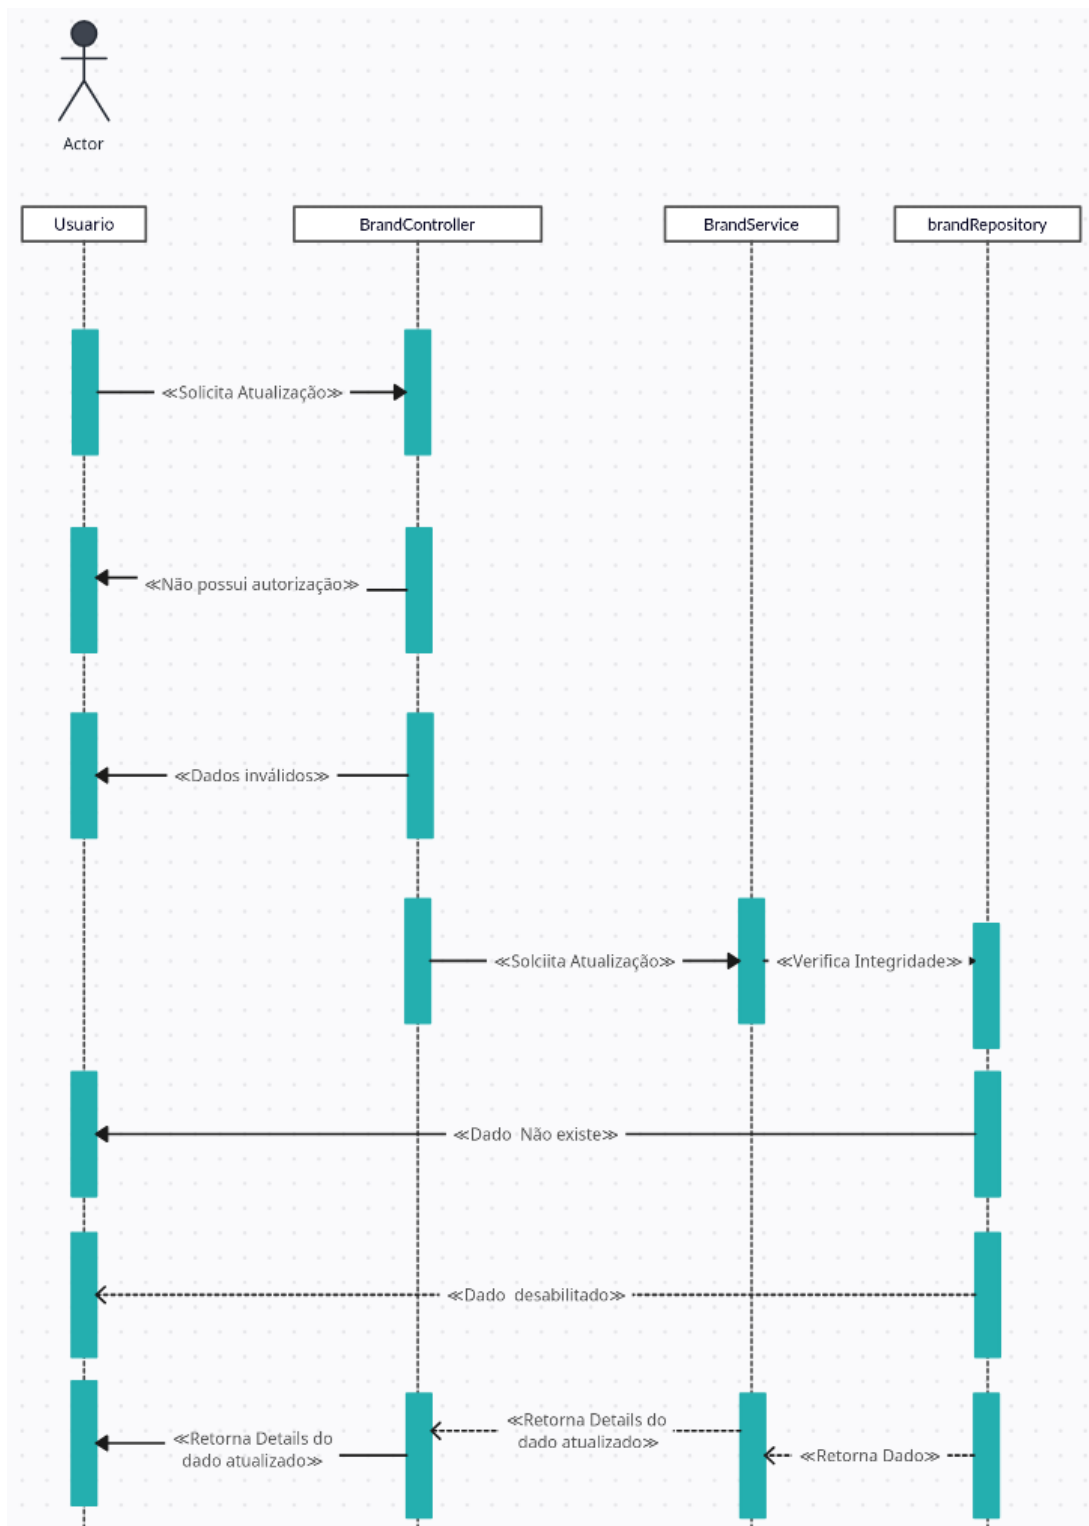 Actor
Usuario
BrandController
BrandService
brandRepository
≪Solicita Atualização≫
≪Não possui autorização≫
≪Dados inválidos≫
≪Solciita Atualização≫
≪Verifica Integridade≫
≪Dado  Não existe≫
≪Dado  desabilitado≫
≪Retorna Details do
dado atualizado≫
≪Retorna Details do
dado atualizado≫
≪Retorna Dado≫